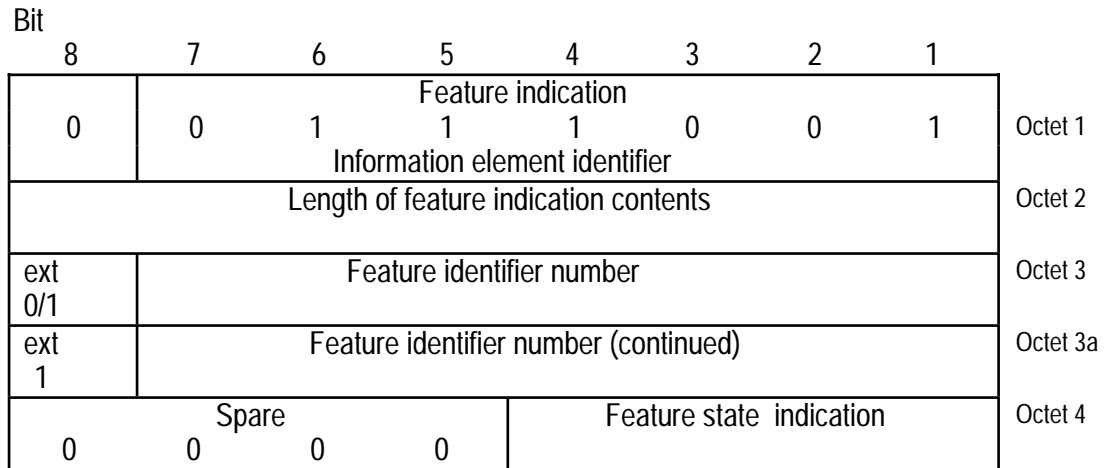 Bit
8 7 6 5 4 3 2 1
Feature indication
0 0 1 1 1 0 0 1 Octet 1
Information element identifier
Length of feature indication contents Octet 2
ext Feature identifier number Octet 3
0/1
ext Feature identifier number (continued) Octet 3a
1
Spare Feature state indication Octet 4
0 0 0 0